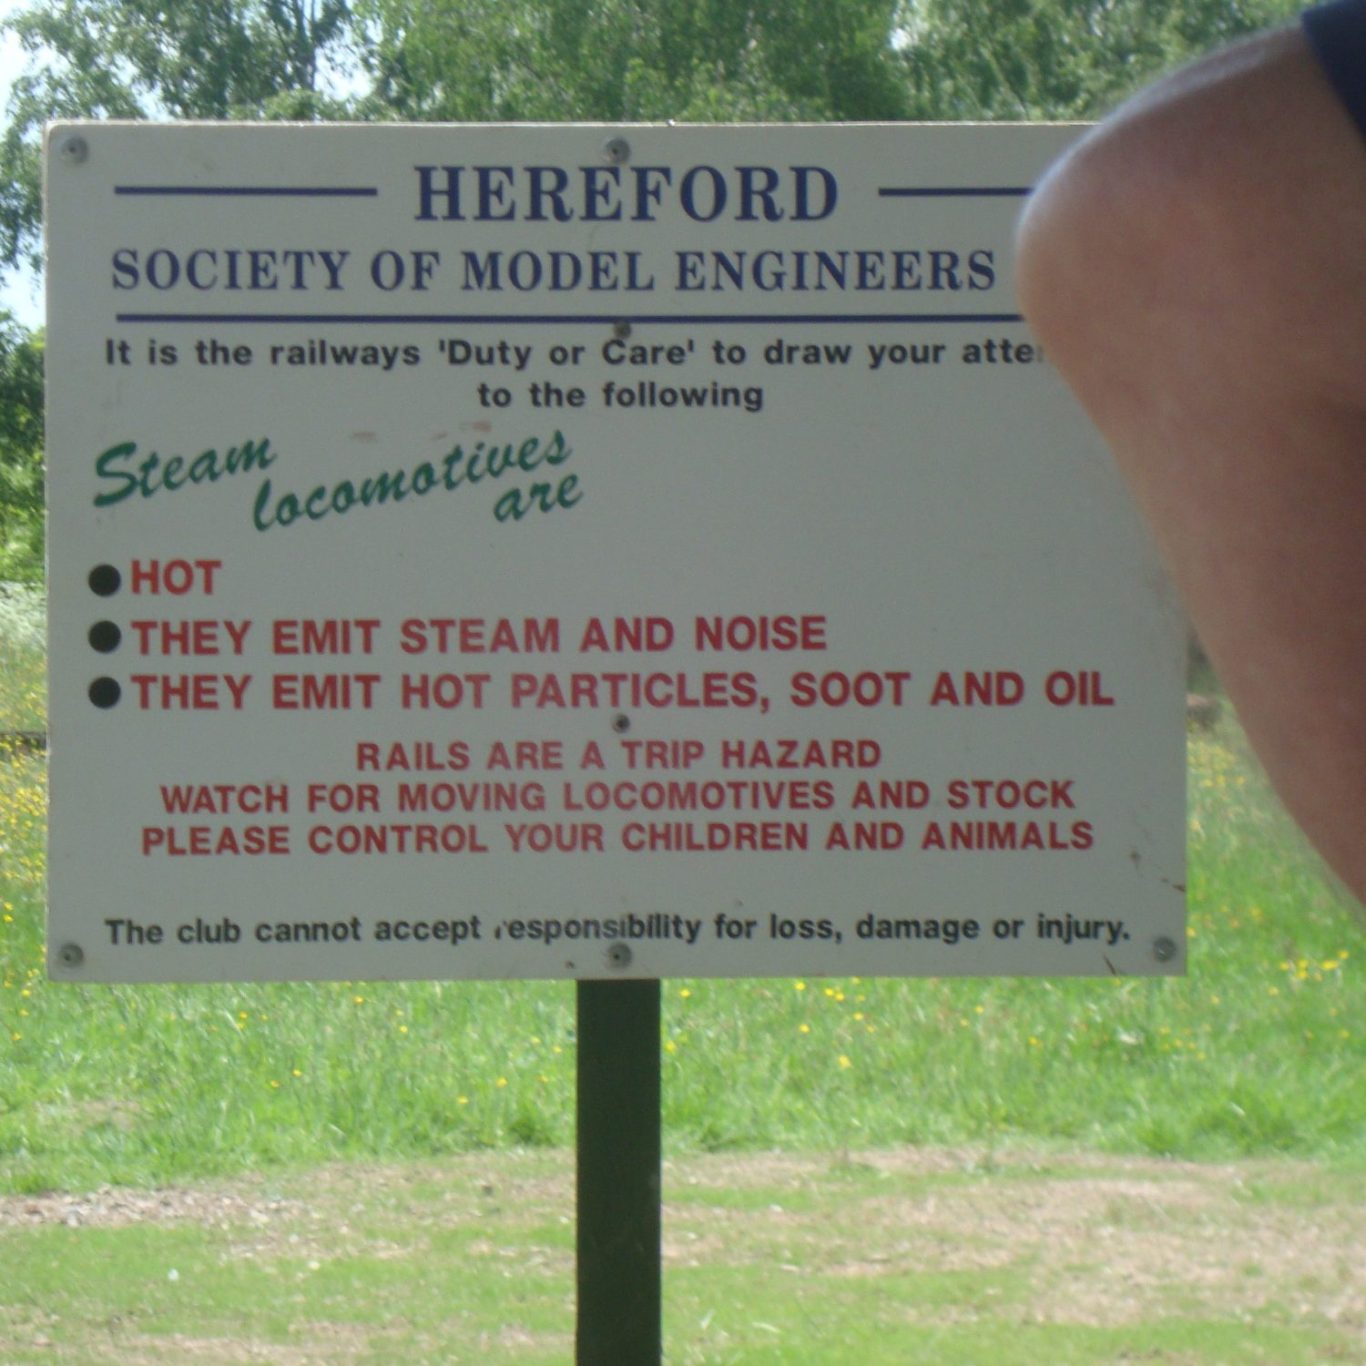 HEREFORD
SOCIETY OF MODEL ENGINEERS
It is the railways 'Duty or Care' to draw your
to the following
Steam
locomotives
are
HOT
THEY EMIT STEAM AND NOISE
THEY EMIT HOT PARTICLES, SOOT AND OIL
RAILS ARE A TRIP HAZARD
WATCH FOR MOVING LOCOMOTIVES AND STOCK
PLEASE CONTROL YOUR CHILDREN AND ANIMALS
The club cannot accept responsibility for loss, damage or injury.